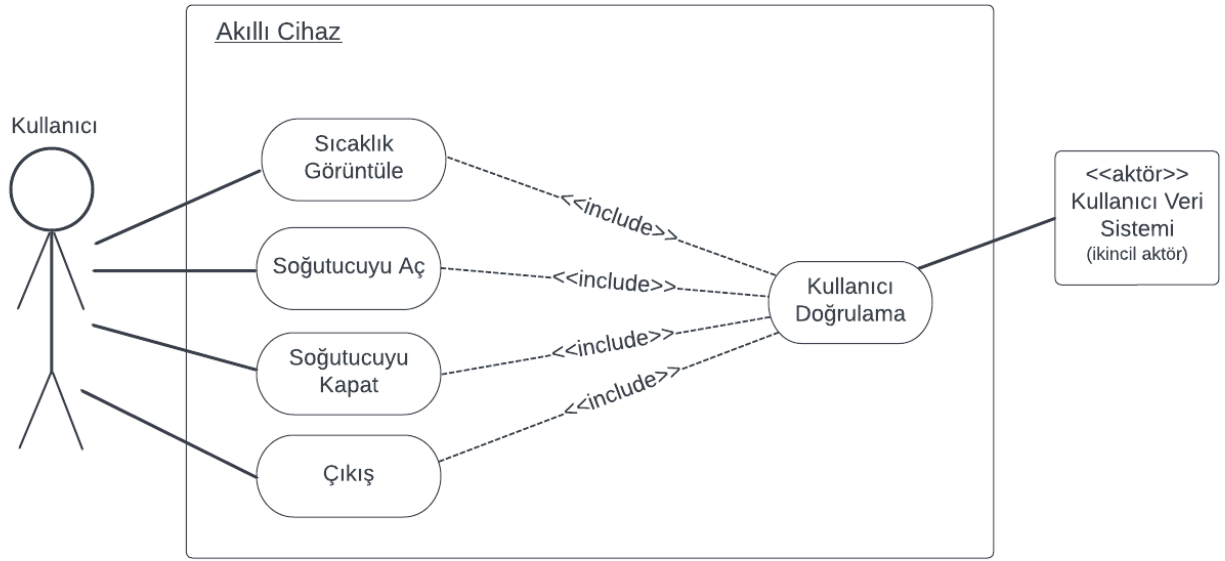 Akıllı Cihaz
Kullanıcı
Sıcaklık
Görüntüle
<<include>>
<<aktör>>
Kullanıcı Veri
Sistemi
(ikincil aktör)
Soğutucuyu Aç
<<include>>
Kullanıcı
Doğrulama
Soğutucuyu
Kapat
<<include>>
<<include>>
Çıkış